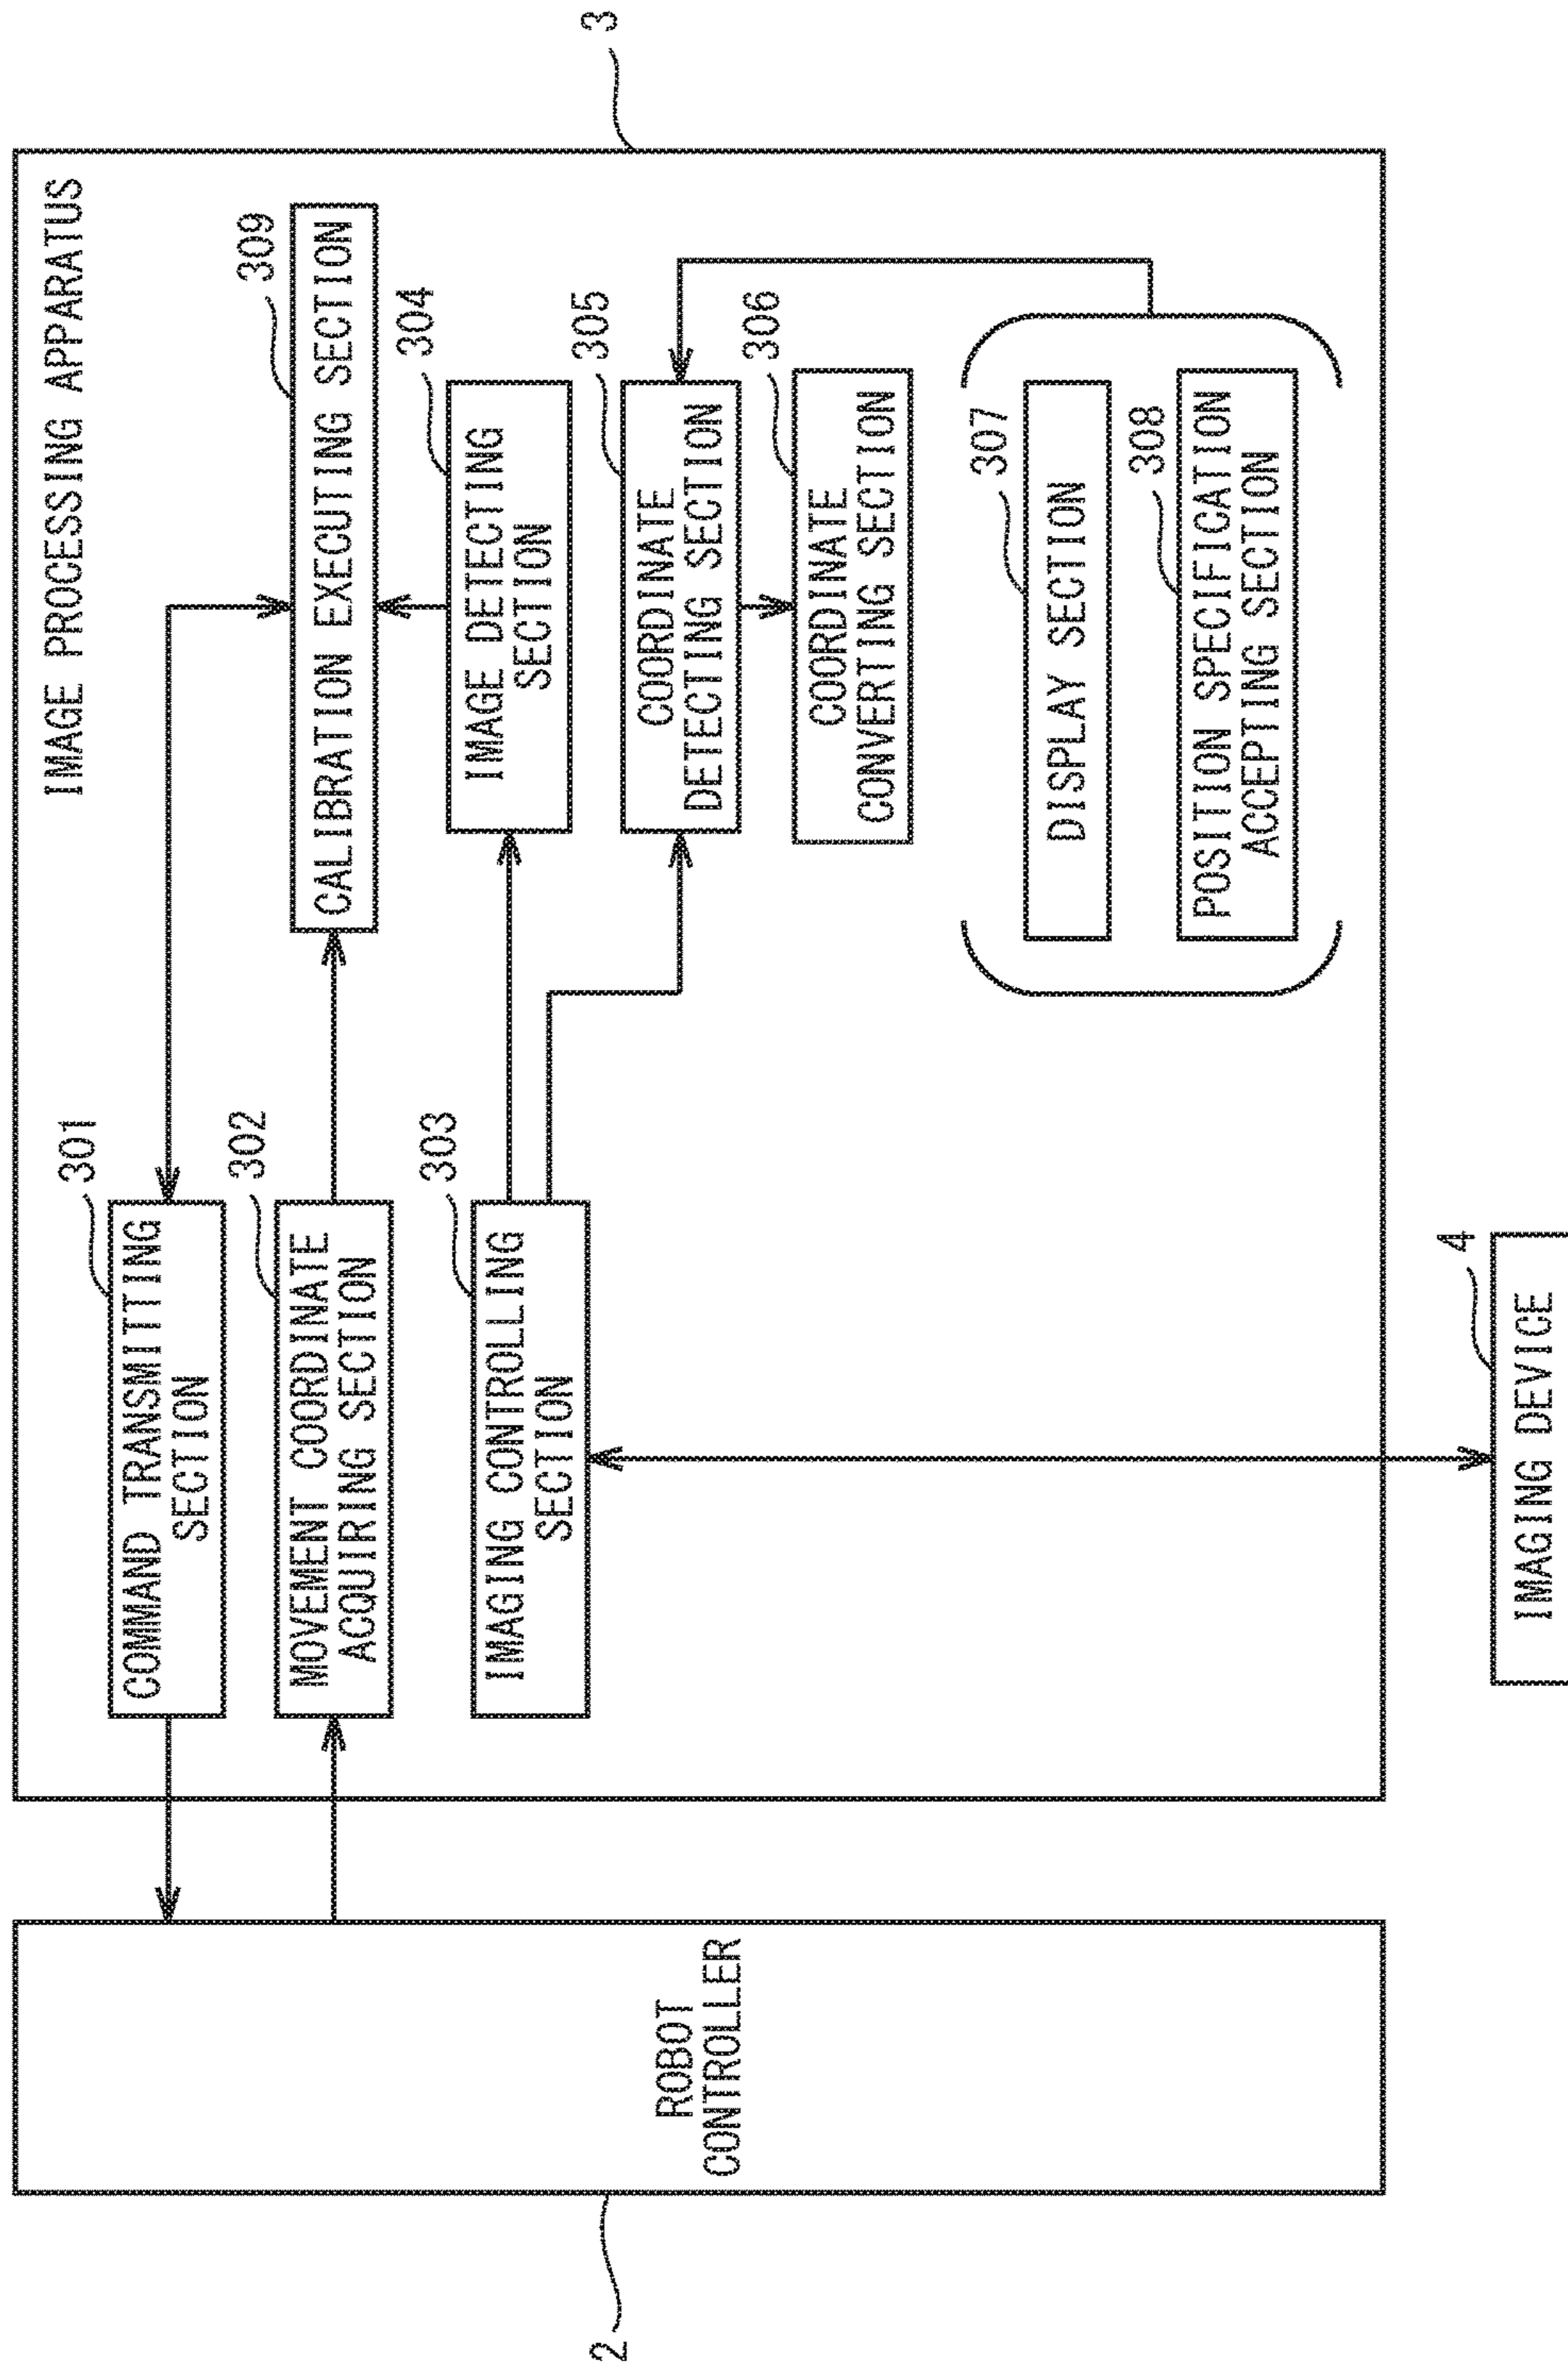 IMAGE PROCESSING APPARATUS
3
2
ROBOT
CONTROLLER
301
COMMAND TRANSMITTING
SECTION
302
MOVEMENT COORDINATE
ACQUIRING SECTION
303
IMAGING CONTROLLING
SECTION
309
CALIBRATION EXECUTING SECTION
304
IMAGE DETECTING
SECTION
305
COORDINATE
DETECTING SECTION
306
COORDINATE
CONVERTING SECTION
307
DISPLAY SECTION
308
POSITION SPECIFICATION
ACCEPTING SECTION
4
IMAGING DEVICE